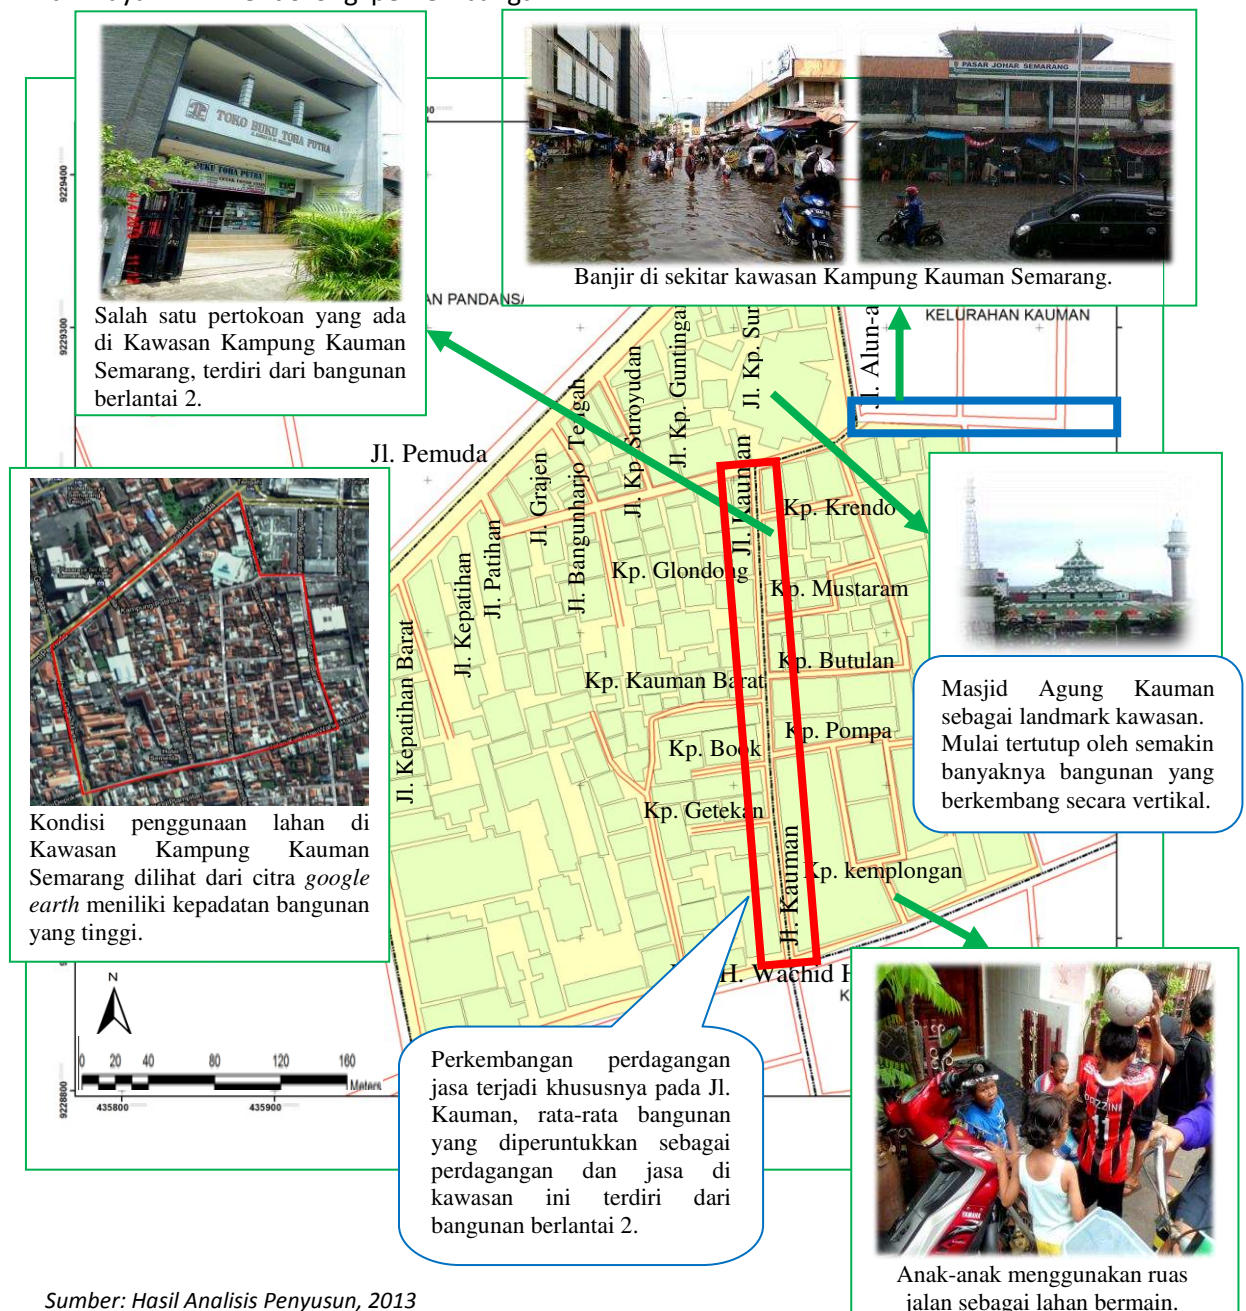 TOKO BUKU TOHA PUTRA
BUKU TOHA PUTRA
PASAR JOHAR SEMARANG
Banjir di sekitar kawasan Kampung Kauman Semarang.
Salah satu pertokoan yang ada
di Kawasan Kampung Kauman
Semarang, terdiri dari bangunan
berlantai 2.
9229400
9229300
AN PANDANSA
KELURAHAN KAUMAN
Jl. Alun-a
Jl. Kp. Sur
Jl. Kp. Guntingan
Jl. Kp. Suroyudan
Jl. Bangunharjo Tengah
Jl. Grajen
Jl. Pemuda
Jl. Patihan
Jl. Kepatihan
Jl. Kepatihan Barat
Jl. Kauman
Kp. Krendo
Kp. Glondong
Kp. Mustaram
Kp. Butulan
Kp. Kauman Barat
Kp. Pompa
Kp. Book
Kp. Getekan
Kp. kemplongan
Jl. Kauman
H. Wachid H
K
Kondisi penggunaan lahan di
Kawasan Kampung Kauman
Semarang dilihat dari citra google
earth meniliki kepadatan bangunan
yang tinggi.
Masjid Agung Kauman
sebagai landmark kawasan.
Mulai tertutup oleh semakin
banyaknya bangunan yang
berkembang secara vertikal.
N
0 20 40 80 120 160
Meters
9228800
435800 435900
Perkembangan perdagangan
jasa terjadi khususnya pada Jl.
Kauman, rata-rata bangunan
yang diperuntukkan sebagai
perdagangan dan jasa di
kawasan ini terdiri dari
bangunan berlantai 2.
PAZZINI
11
YAMAHA
Anak-anak menggunakan ruas
jalan sebagai lahan bermain.
Sumber: Hasil Analisis Penyusun, 2013